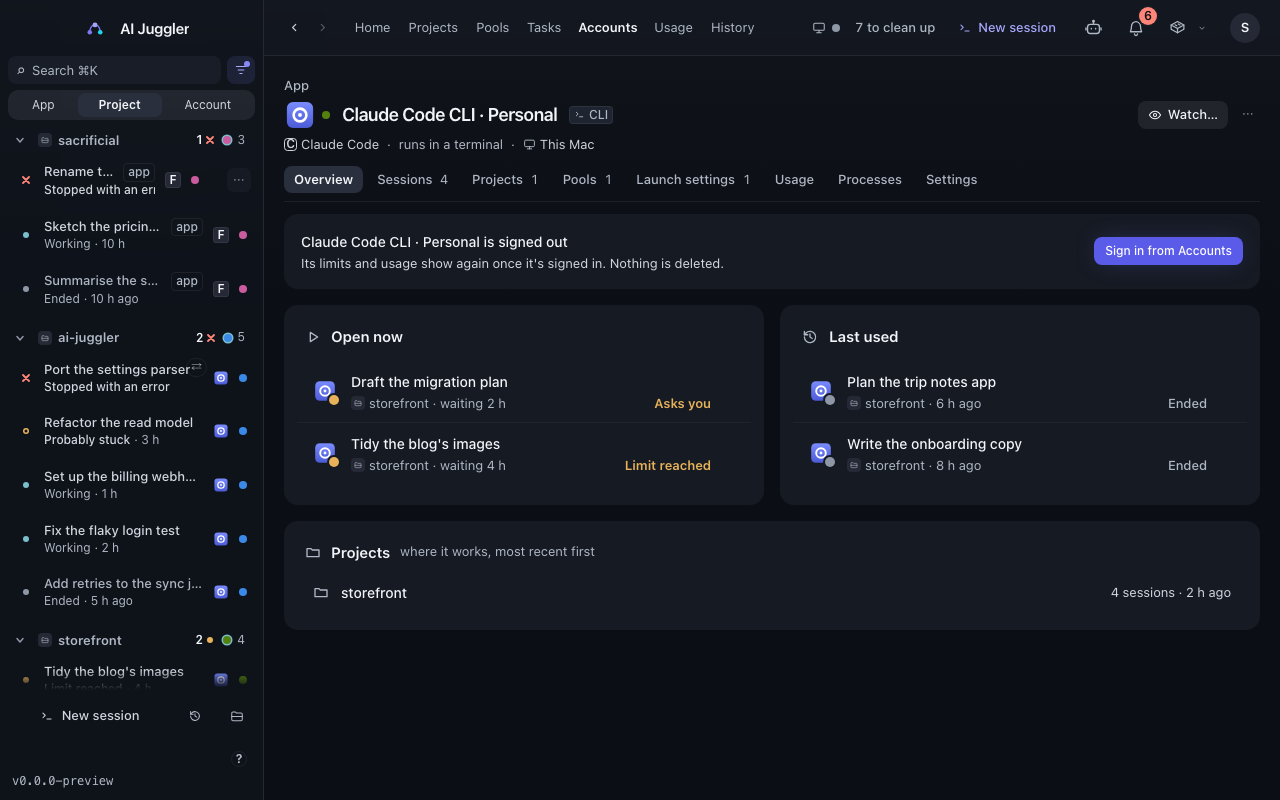 AI Juggler
Search ⌘K
App Project Account
sacrificial 1 3
Rename t... app F
Stopped with an err
Sketch the pricin... app F
Working · 10 h
Summarise the s... app F
Ended · 10 h ago
ai-juggler 2 5
Port the settings parser
Stopped with an error
Refactor the read model
Probably stuck · 3 h
Set up the billing webh...
Working · 1 h
Fix the flaky login test
Working · 2 h
Add retries to the sync j...
Ended · 5 h ago
storefront 2 4
Tidy the blog's images
Limit reached · 4 h
New session
?
v0.0.0-preview
Home Projects Pools Tasks Accounts Usage History 7 to clean up New session 6 S
App
Claude Code CLI · Personal CLI Watch... ...
Claude Code · runs in a terminal · This Mac
Overview Sessions 4 Projects 1 Pools 1 Launch settings 1 Usage Processes Settings
Claude Code CLI · Personal is signed out
Its limits and usage show again once it's signed in. Nothing is deleted.
Sign in from Accounts
Open now
Draft the migration plan
storefront · waiting 2 h Asks you
Tidy the blog's images
storefront · waiting 4 h Limit reached
Last used
Plan the trip notes app
storefront · 6 h ago Ended
Write the onboarding copy
storefront · 8 h ago Ended
Projects where it works, most recent first
storefront 4 sessions · 2 h ago